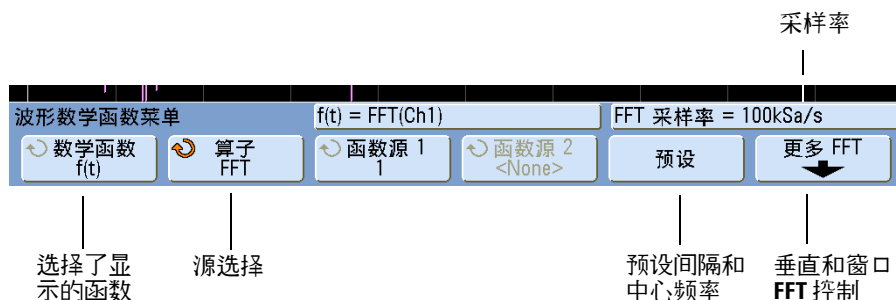 采样率
波形数学函数菜单 f(t) = FFT(Ch1) FFT 采样率 = 100kSa/s
数学函数 算子 函数源 1 函数源 2 预设 更多 FFT
f(t) FFT 1 <None>
选择了显 源选择 预设间隔和 垂直和窗口
示的函数 中心频率 FFT 控制